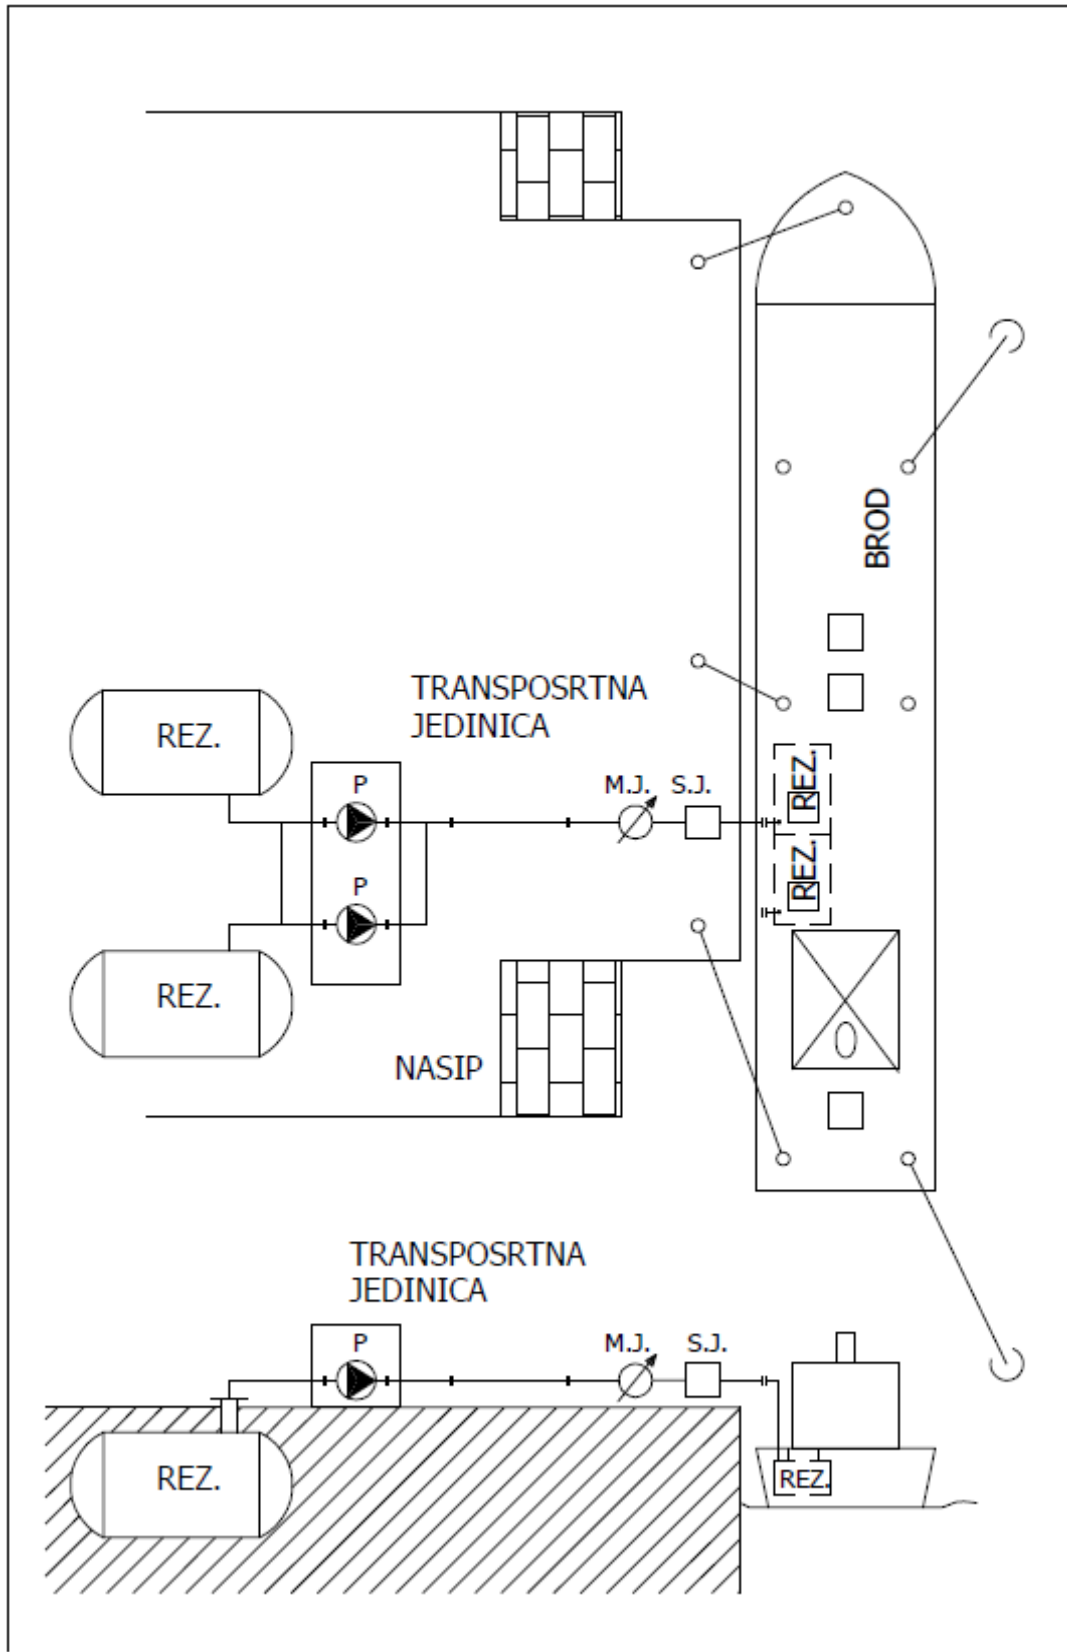 BROD
TRANSPOSRTNA
JEDINICA
REZ.
P
M.J.
S.J.
REZ.
P
REZ.
REZ.
NASIP
TRANSPOSRTNA
JEDINICA
P
M.J.
S.J.
REZ.
REZ.